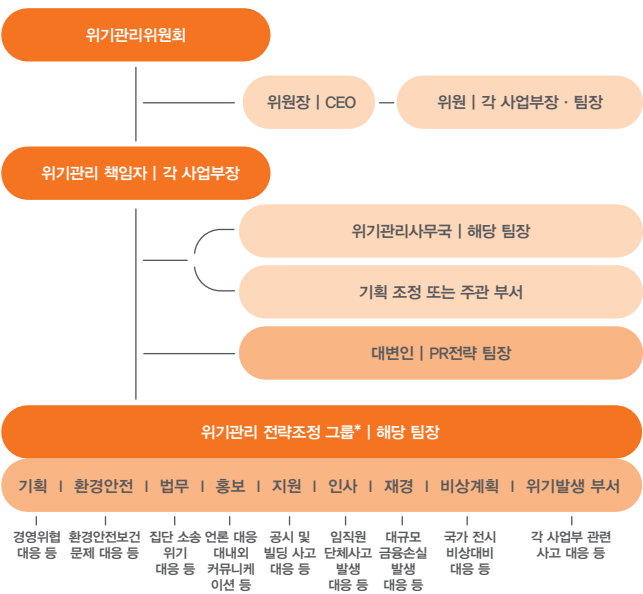 위기관리위원회
위원장 | CEO
위원 | 각 사업부장 · 팀장
위기관리 책임자 | 각 사업부장
위기관리사무국 | 해당 팀장
기획 조정 또는 주관 부서
대변인 | PR전략 팀장
위기관리 전략조정 그룹* | 해당 팀장
기획 | 환경안전 | 법무 | 홍보 | 지원 | 인사 | 재경 | 비상계획 | 위기발생 부서
경영위협
대응 등
환경안전보건
문제 대응 등
집단 소송
위기
대응 등
언론 대응
대내외
커뮤니케
이션 등
공시 및
빌딩 사고
대응 등
임직원
단체사고
발생
대응 등
대규모
금융손실
발생
대응 등
국가 전시
비상대비
대응 등
각 사업부 관련
사고 대응 등